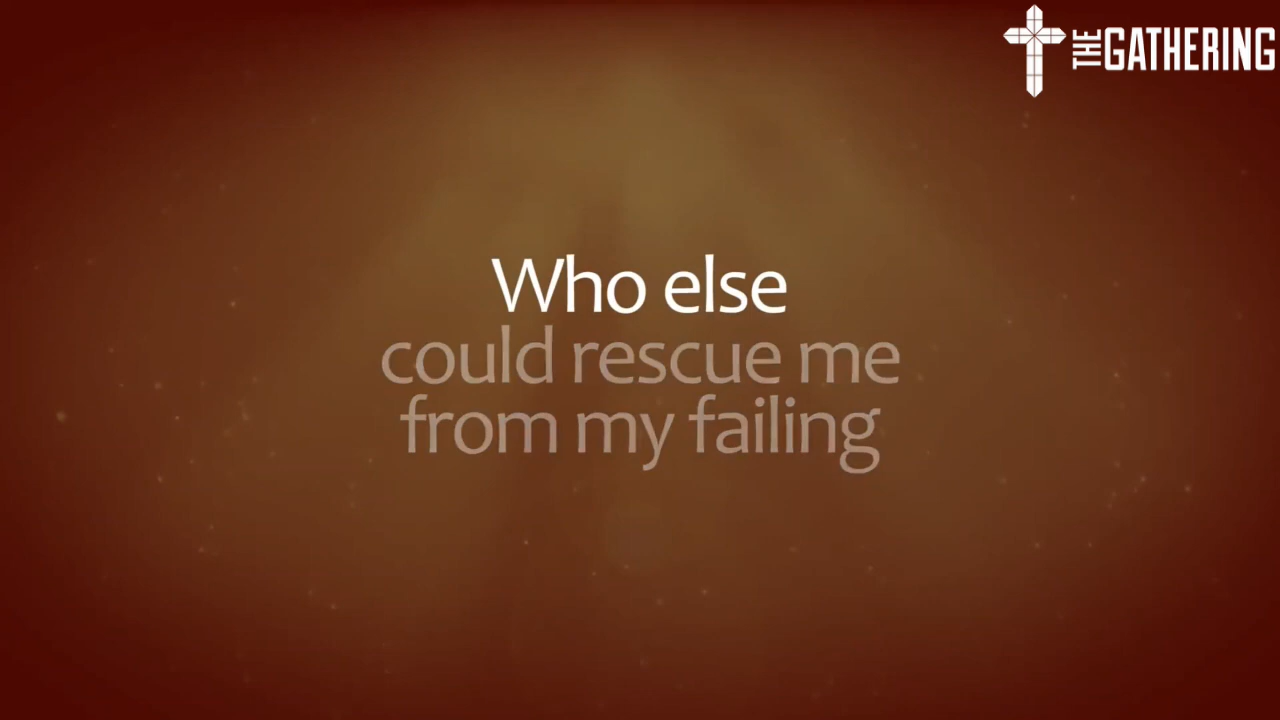 THE GATHERING
Who else
could rescue me
from my failing